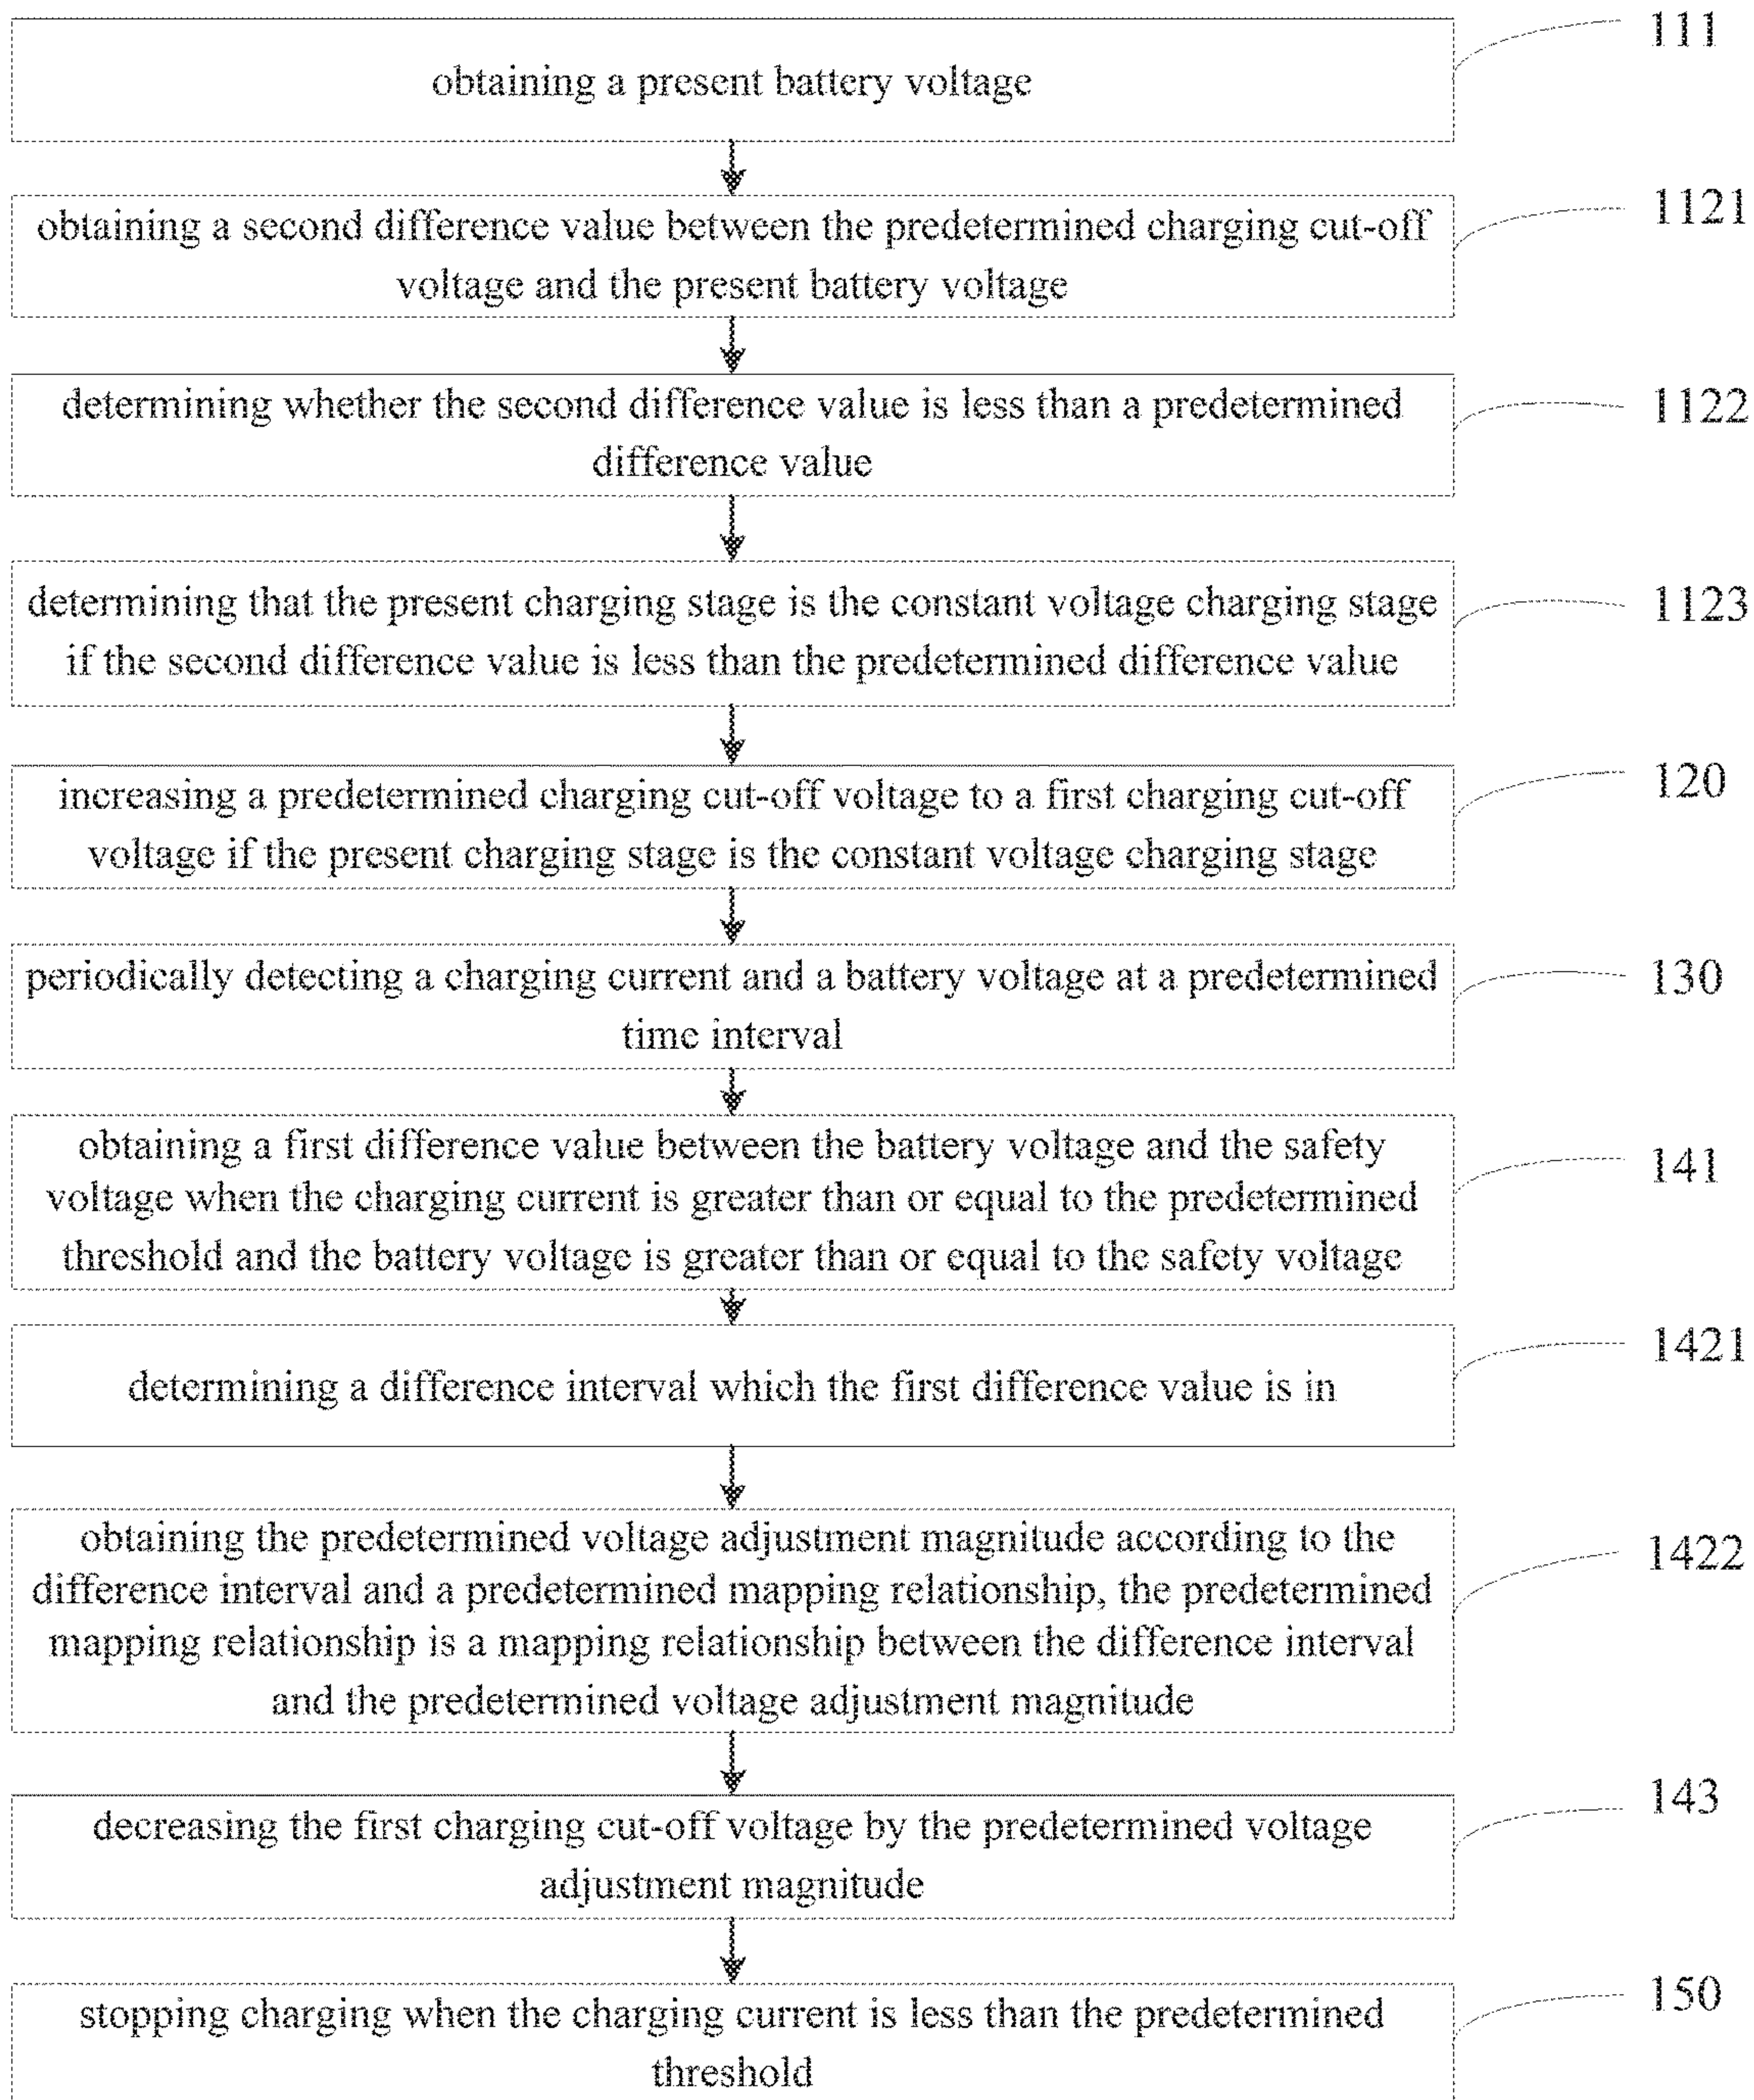 obtaining a present battery voltage
111
obtaining a second difference value between the predetermined charging cut-off
voltage and the present battery voltage
1121
determining whether the second difference value is less than a predetermined
difference value
1122
determining that the present charging stage is the constant voltage charging stage
if the second difference value is less than the predetermined difference value
1123
increasing a predetermined charging cut-off voltage to a first charging cut-off
voltage if the present charging stage is the constant voltage charging stage
120
periodically detecting a charging current and a battery voltage at a predetermined
time interval
130
obtaining a first difference value between the battery voltage and the safety
voltage when the charging current is greater than or equal to the predetermined
threshold and the battery voltage is greater than or equal to the safety voltage
141
determining a difference interval which the first difference value is in
1421
obtaining the predetermined voltage adjustment magnitude according to the
difference interval and a predetermined mapping relationship, the predetermined
mapping relationship is a mapping relationship between the difference interval
and the predetermined voltage adjustment magnitude
1422
decreasing the first charging cut-off voltage by the predetermined voltage
adjustment magnitude
143
stopping charging when the charging current is less than the predetermined
threshold
150